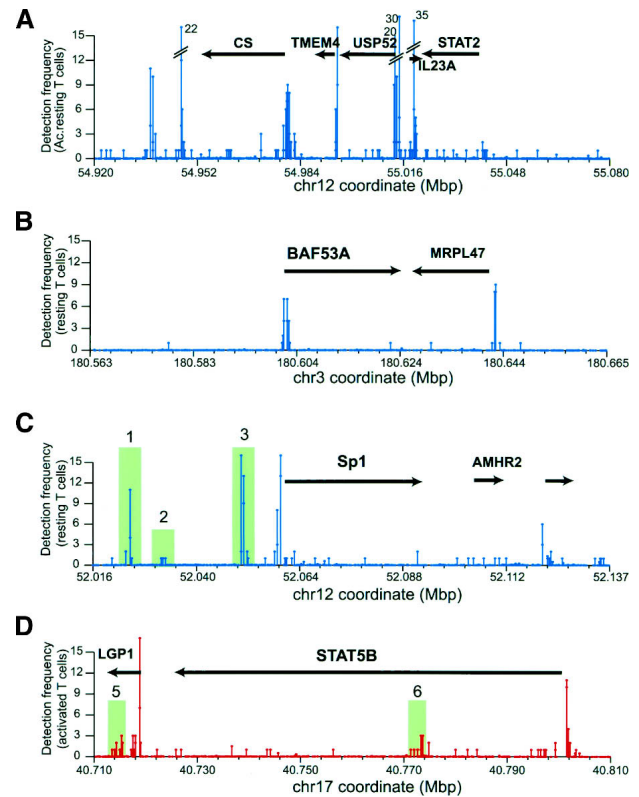 A
22
30
20
35
CS
TMEM4
USP52
STAT2
IL23A
15
12
9
6
3
0
Detection frequency
(Ac.resting T cells)
54.920 54.952 54.984 55.016 55.048 55.080
chr12 coordinate (Mbp)
B
BAF53A
MRPL47
15
12
9
6
3
0
Detection frequency
(resting T cells)
180.563 180.583 180.604 180.624 180.644 180.665
chr3 coordinate (Mbp)
C
1
2
3
Sp1
AMHR2
15
12
9
6
3
0
Detection frequency
(resting T cells)
52.016 52.040 52.064 52.088 52.112 52.137
chr12 coordinate (Mbp)
D
LGP1
STAT5B
5
6
15
12
9
6
3
0
Detection frequency
(activated T cells)
40.710 40.730 40.750 40.770 40.790 40.810
chr17 coordinate (Mbp)